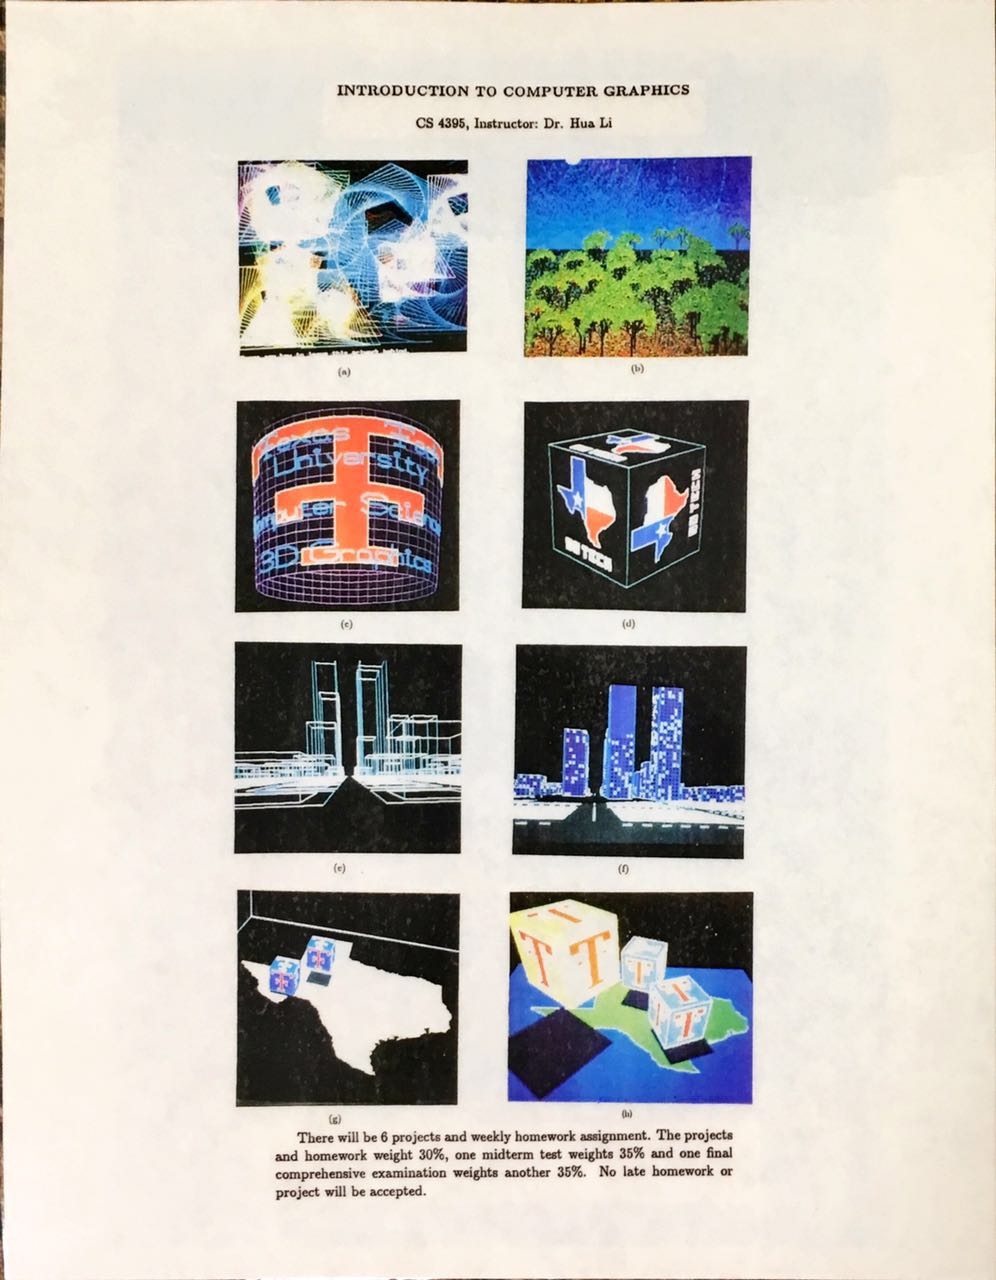 INTRODUCTION TO COMPUTER GRAPHICS
CS 4395, Instructor: Dr. Hua Li
(a)
(b)
Texas Tech
University
Computer Science
3D Graphics
(c)
GO TECH
GO TECH
(d)
(e)
(f)
T
T T
T
T
(g)
(h)
There will be 6 projects and weekly homework assignment. The projects
and homework weight 30%, one midterm test weights 35% and one final
comprehensive examination weights another 35%. No late homework or
project will be accepted.